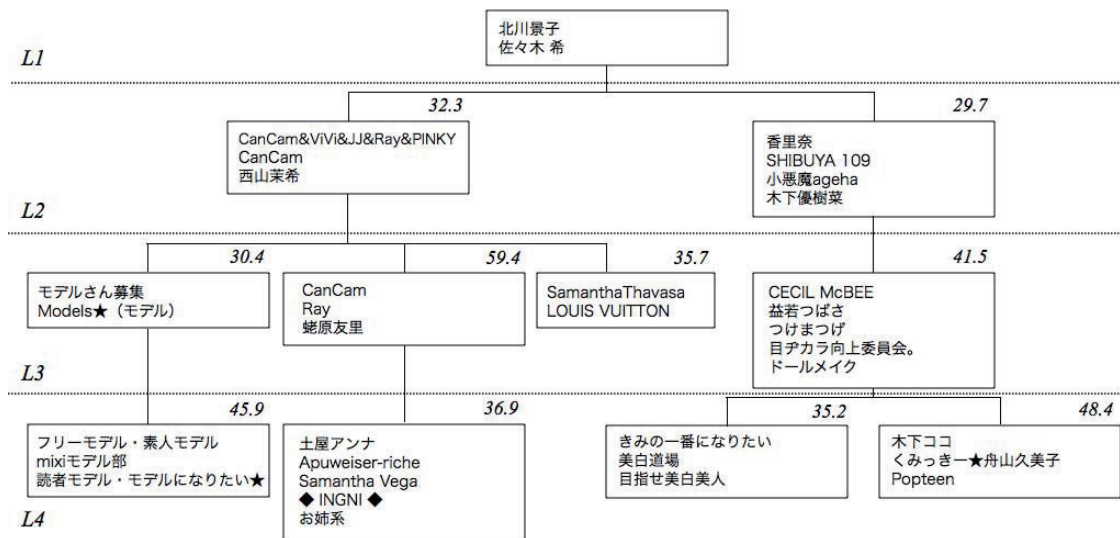 北川景子
佐々木 希
L1
32.3
29.7
CanCam&ViVi&JJ&Ray&PINKY
CanCam
西山茉希
香里奈
SHIBUYA 109
小悪魔ageha
木下優樹菜
L2
30.4
59.4
35.7
41.5
モデルさん募集
Models★（モデル）
CanCam
Ray
蛯原友里
SamanthaThavasa
LOUIS VUITTON
CECIL McBEE
益若つばさ
つけまつげ
目ヂカラ向上委員会。
ドールメイク
L3
45.9
36.9
35.2
48.4
フリーモデル・素人モデル
mixiモデル部
読者モデル・モデルになりたい★
土屋アンナ
Apuweiser-riche
Samantha Vega
◆ INGNI ◆
お姉系
きみの一番になりたい
美白道場
目指せ美白美人
木下ココ
くみっきー★舟山久美子
Popteen
L4